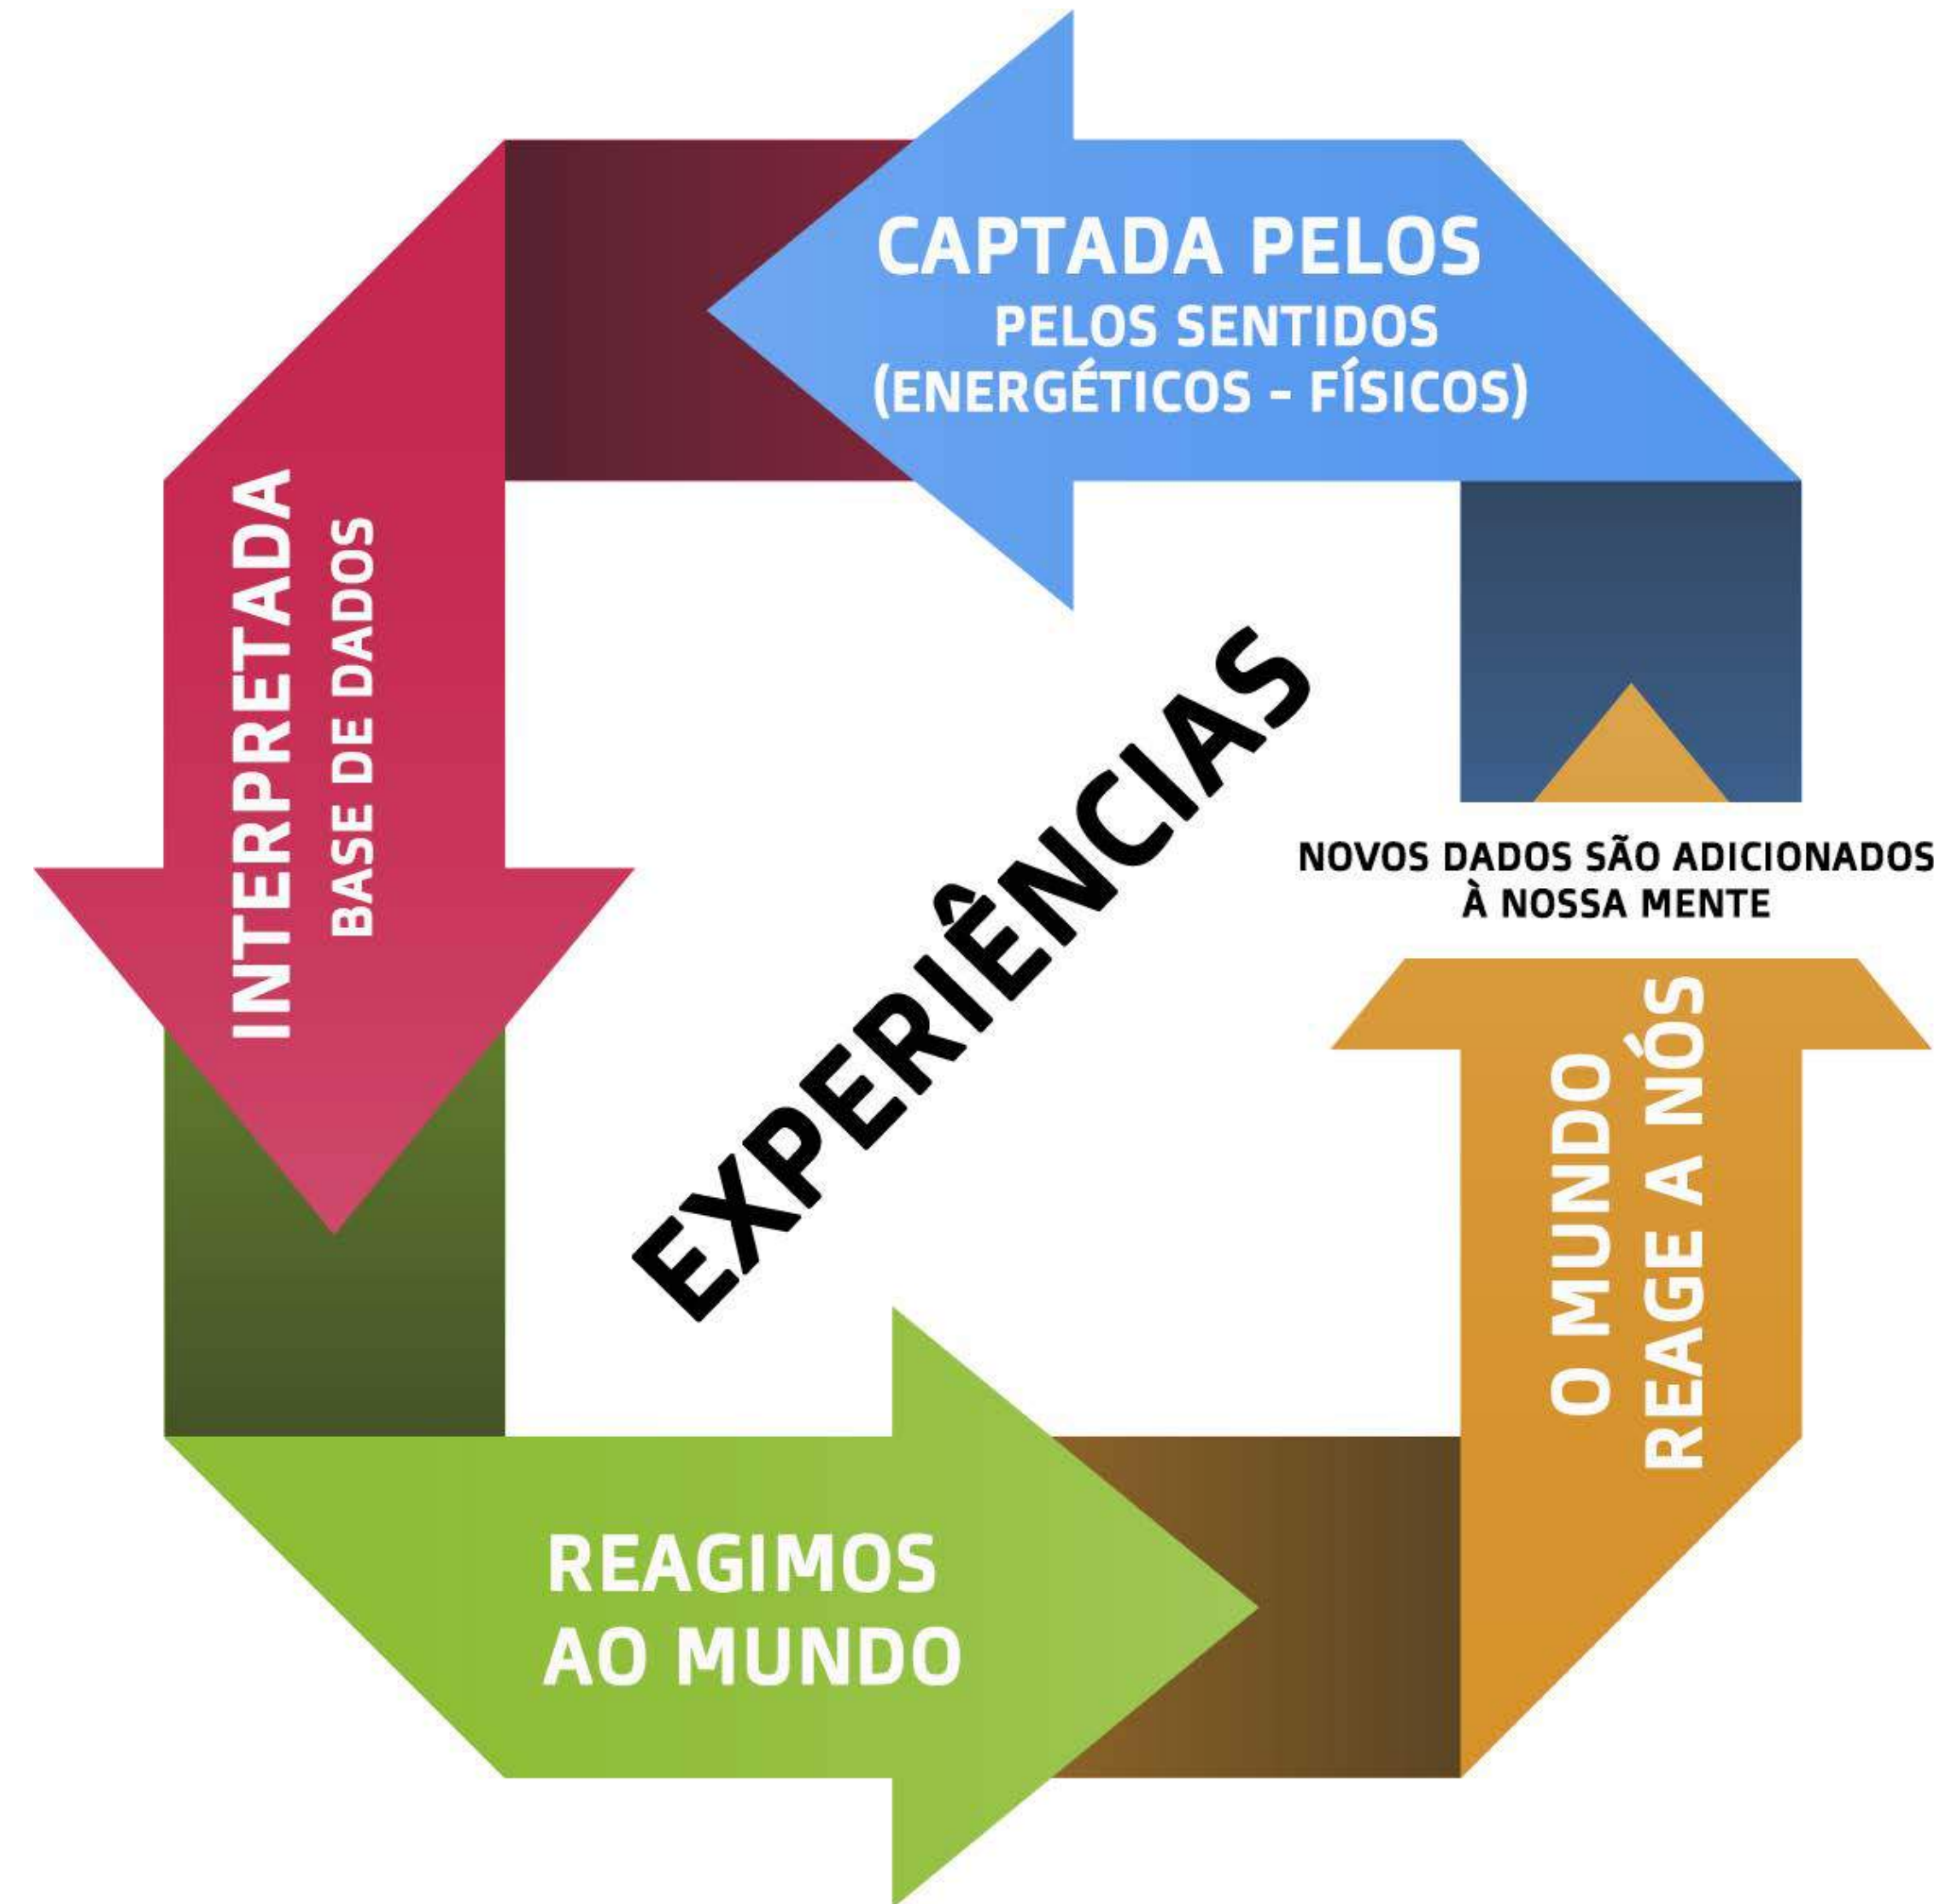 CAPTADA PELOS
PELOS SENTIDOS
(ENERGÉTICOS - FÍSICOS)
INTERPRETADA
BASE DE DADOS
EXPERIÊNCIAS
REAGIMOS
AO MUNDO
O MUNDO
REAGE A NÓS
NOVOS DADOS SÃO ADICIONADOS
À NOSSA MENTE